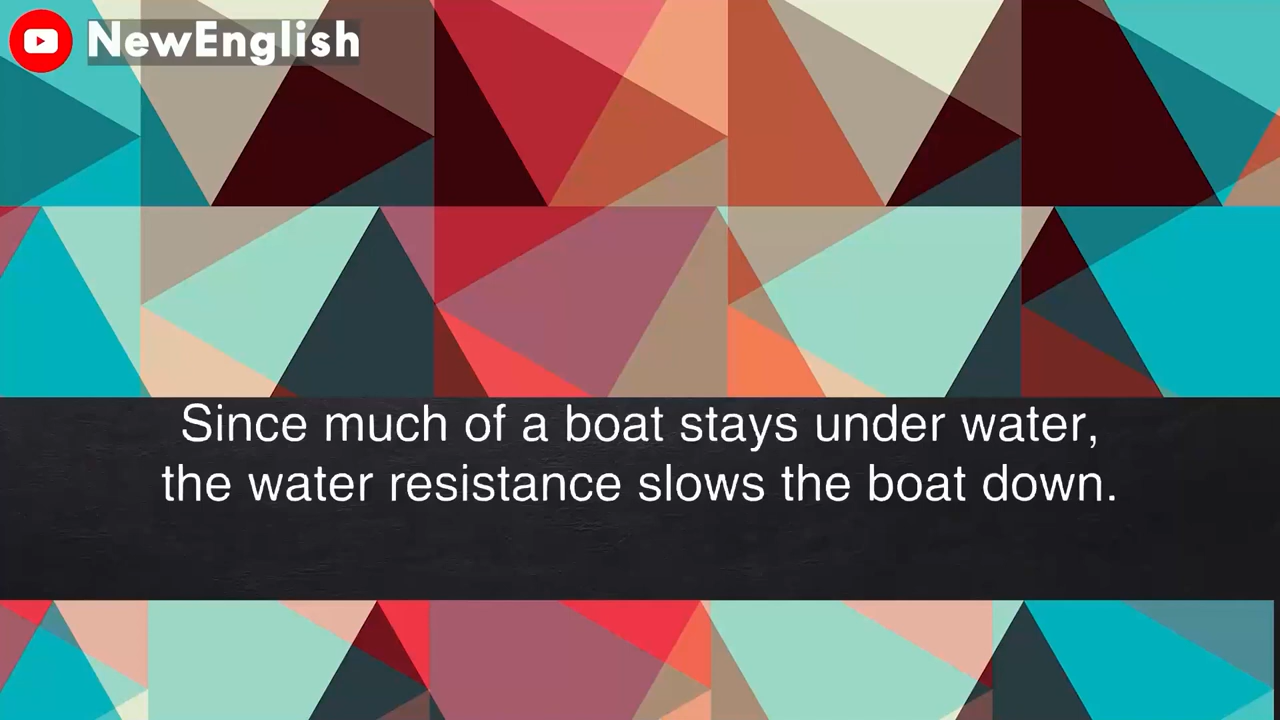 NewEnglish
Since much of a boat stays under water,
the water resistance slows the boat down.